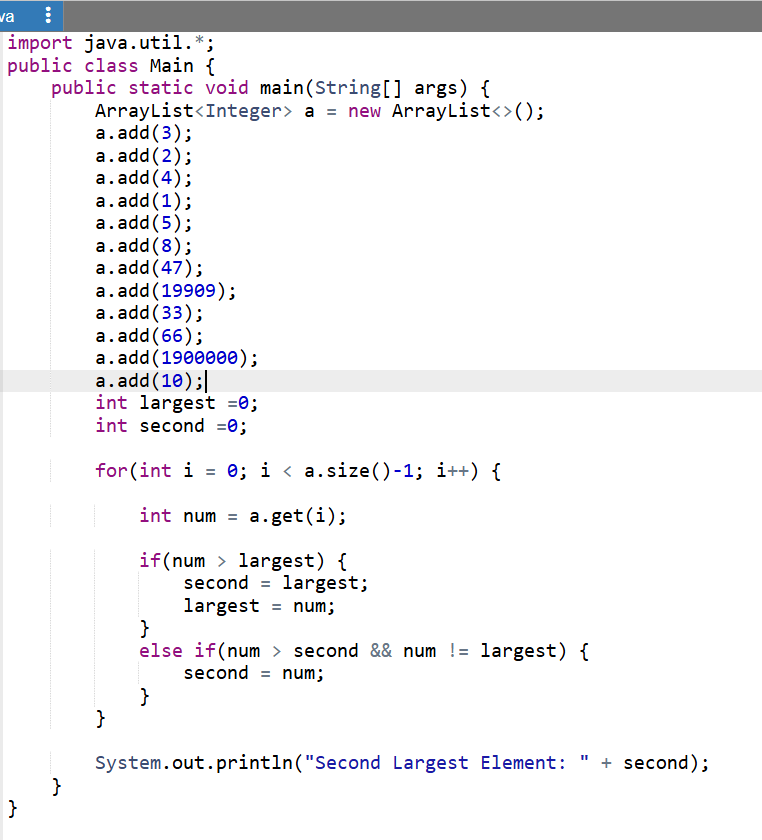 va
import java.util.*;
public class Main {
    public static void main(String[] args) {
        ArrayList<Integer> a = new ArrayList<>();
        a.add(3);
        a.add(2);
        a.add(4);
        a.add(1);
        a.add(5);
        a.add(8);
        a.add(47);
        a.add(19909);
        a.add(33);
        a.add(66);
        a.add(1900000);
        a.add(10);
        int largest =0;
        int second =0;

        for(int i = 0; i < a.size()-1; i++) {

            int num = a.get(i);

            if(num > largest) {
                second = largest;
                largest = num;
            }
            else if(num > second && num != largest) {
                second = num;
            }
        }

        System.out.println("Second Largest Element: " + second);
    }
}